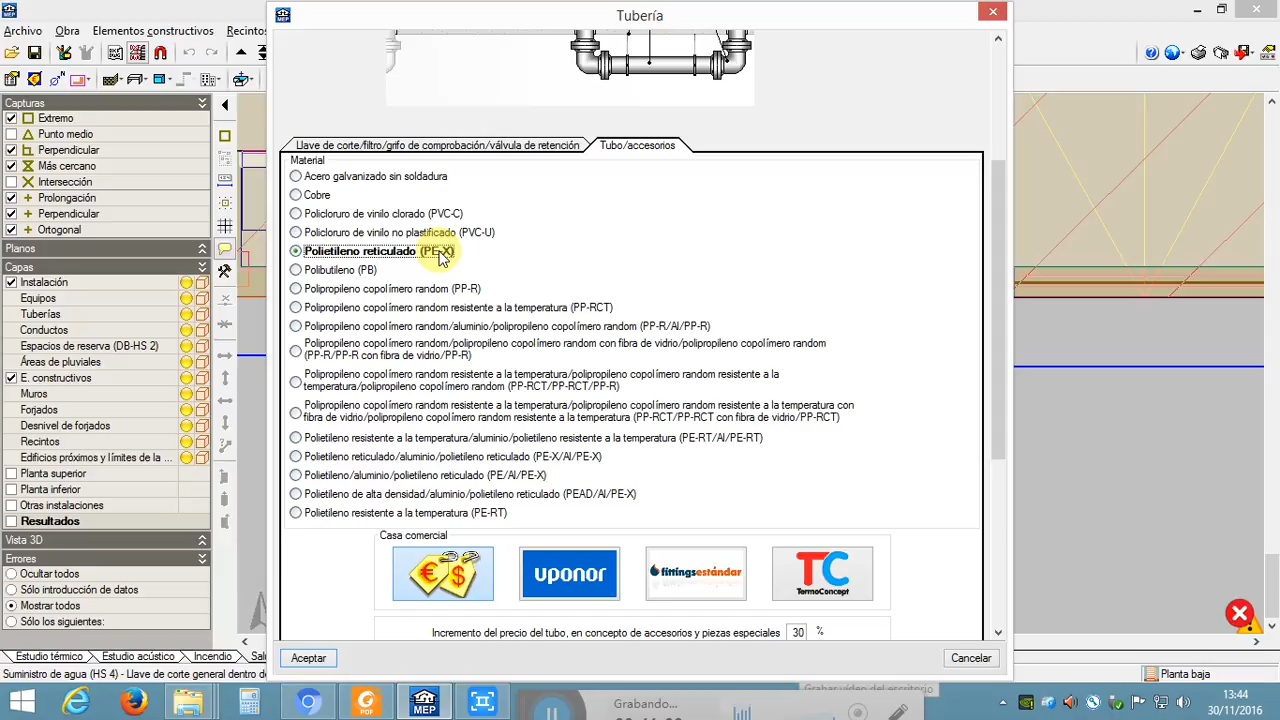 MEP
Tubería
Archivo Obra Elementos constructivos Recintos
Capturas
Extremo
Punto medio
Perpendicular
Más cercano
Intersección
Prolongación
Perpendicular
Ortogonal
Planos
Capas
Instalación
Equipos
Tuberías
Conductos
Espacios de reserva (DB-HS 2)
Áreas de pluviales
E. constructivos
Muros
Forjados
Desnivel de forjados
Recintos
Edificios próximos y límites de la ...
Planta superior
Planta inferior
Otras instalaciones
Resultados
Vista 3D
Errores
Ocultar todos
Sólo introducción de datos
Mostrar todos
Sólo los siguientes:
Llave de corte/filtro/grifo de comprobación/válvula de retención Tubo/accesorios
Material
Acero galvanizado sin soldadura
Cobre
Policloruro de vinilo clorado (PVC-C)
Policloruro de vinilo no plastificado (PVC-U)
Polietileno reticulado (PE-X)
Polibutileno (PB)
Polipropileno copolímero random (PP-R)
Polipropileno copolímero random resistente a la temperatura (PP-RCT)
Polipropileno copolímero random/aluminio/polipropileno copolímero random (PP-R/Al/PP-R)
Polipropileno copolímero random/polipropileno copolímero random con fibra de vidrio/polipropileno copolímero random
(PP-R/PP-R con fibra de vidrio/PP-R)
Polipropileno copolímero random resistente a la temperatura/polipropileno copolímero random resistente a la
temperatura/polipropileno copolímero random (PP-RCT/PP-RCT/PP-R)
Polipropileno copolímero random resistente a la temperatura/polipropileno copolímero random resistente a la temperatura con
fibra de vidrio/polipropileno copolímero random resistente a la temperatura (PP-RCT/PP-RCT con fibra de vidrio/PP-RCT)
Polietileno resistente a la temperatura/aluminio/polietileno resistente a la temperatura (PE-RT/Al/PE-RT)
Polietileno reticulado/aluminio/polietileno reticulado (PE-X/Al/PE-X)
Polietileno/aluminio/polietileno reticulado (PE/Al/PE-X)
Polietileno de alta densidad/aluminio/polietileno reticulado (PEAD/Al/PE-X)
Polietileno resistente a la temperatura (PE-RT)
Casa comercial
€ $
uponor
fittingsestándar
TC
TermoConcept
Incremento del precio del tubo, en concepto de accesorios y piezas especiales 30 %
Aceptar Cancelar
Estudio térmico Estudio acústico Incendio
Suministro de agua (HS 4) - Llave de corte general dentro de
Planta baja
Grabar vídeo del escritorio
Grabando...
PDF
MEP
13:44
30/11/2016